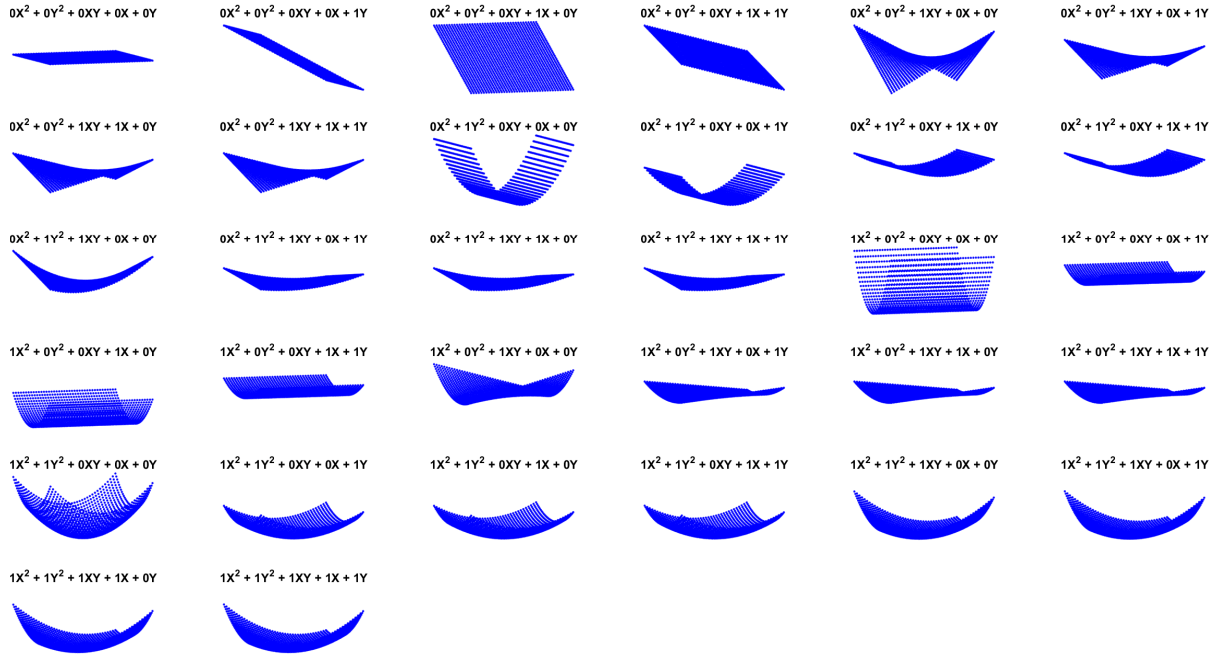 0X² + 0Y² + 0XY + 0X + 0Y
0X² + 0Y² + 0XY + 0X + 1Y
0X² + 0Y² + 0XY + 1X + 0Y
0X² + 0Y² + 0XY + 1X + 1Y
0X² + 0Y² + 1XY + 0X + 0Y
0X² + 0Y² + 1XY + 0X + 1Y
0X² + 0Y² + 1XY + 1X + 0Y
0X² + 0Y² + 1XY + 1X + 1Y
0X² + 1Y² + 0XY + 0X + 0Y
0X² + 1Y² + 0XY + 0X + 1Y
0X² + 1Y² + 0XY + 1X + 0Y
0X² + 1Y² + 0XY + 1X + 1Y
0X² + 1Y² + 1XY + 0X + 0Y
0X² + 1Y² + 1XY + 0X + 1Y
0X² + 1Y² + 1XY + 1X + 0Y
0X² + 1Y² + 1XY + 1X + 1Y
1X² + 0Y² + 0XY + 0X + 0Y
1X² + 0Y² + 0XY + 0X + 1Y
1X² + 0Y² + 0XY + 1X + 0Y
1X² + 0Y² + 0XY + 1X + 1Y
1X² + 0Y² + 1XY + 0X + 0Y
1X² + 0Y² + 1XY + 0X + 1Y
1X² + 0Y² + 1XY + 1X + 0Y
1X² + 0Y² + 1XY + 1X + 1Y
1X² + 1Y² + 0XY + 0X + 0Y
1X² + 1Y² + 0XY + 0X + 1Y
1X² + 1Y² + 0XY + 1X + 0Y
1X² + 1Y² + 0XY + 1X + 1Y
1X² + 1Y² + 1XY + 0X + 0Y
1X² + 1Y² + 1XY + 0X + 1Y
1X² + 1Y² + 1XY + 1X + 0Y
1X² + 1Y² + 1XY + 1X + 1Y